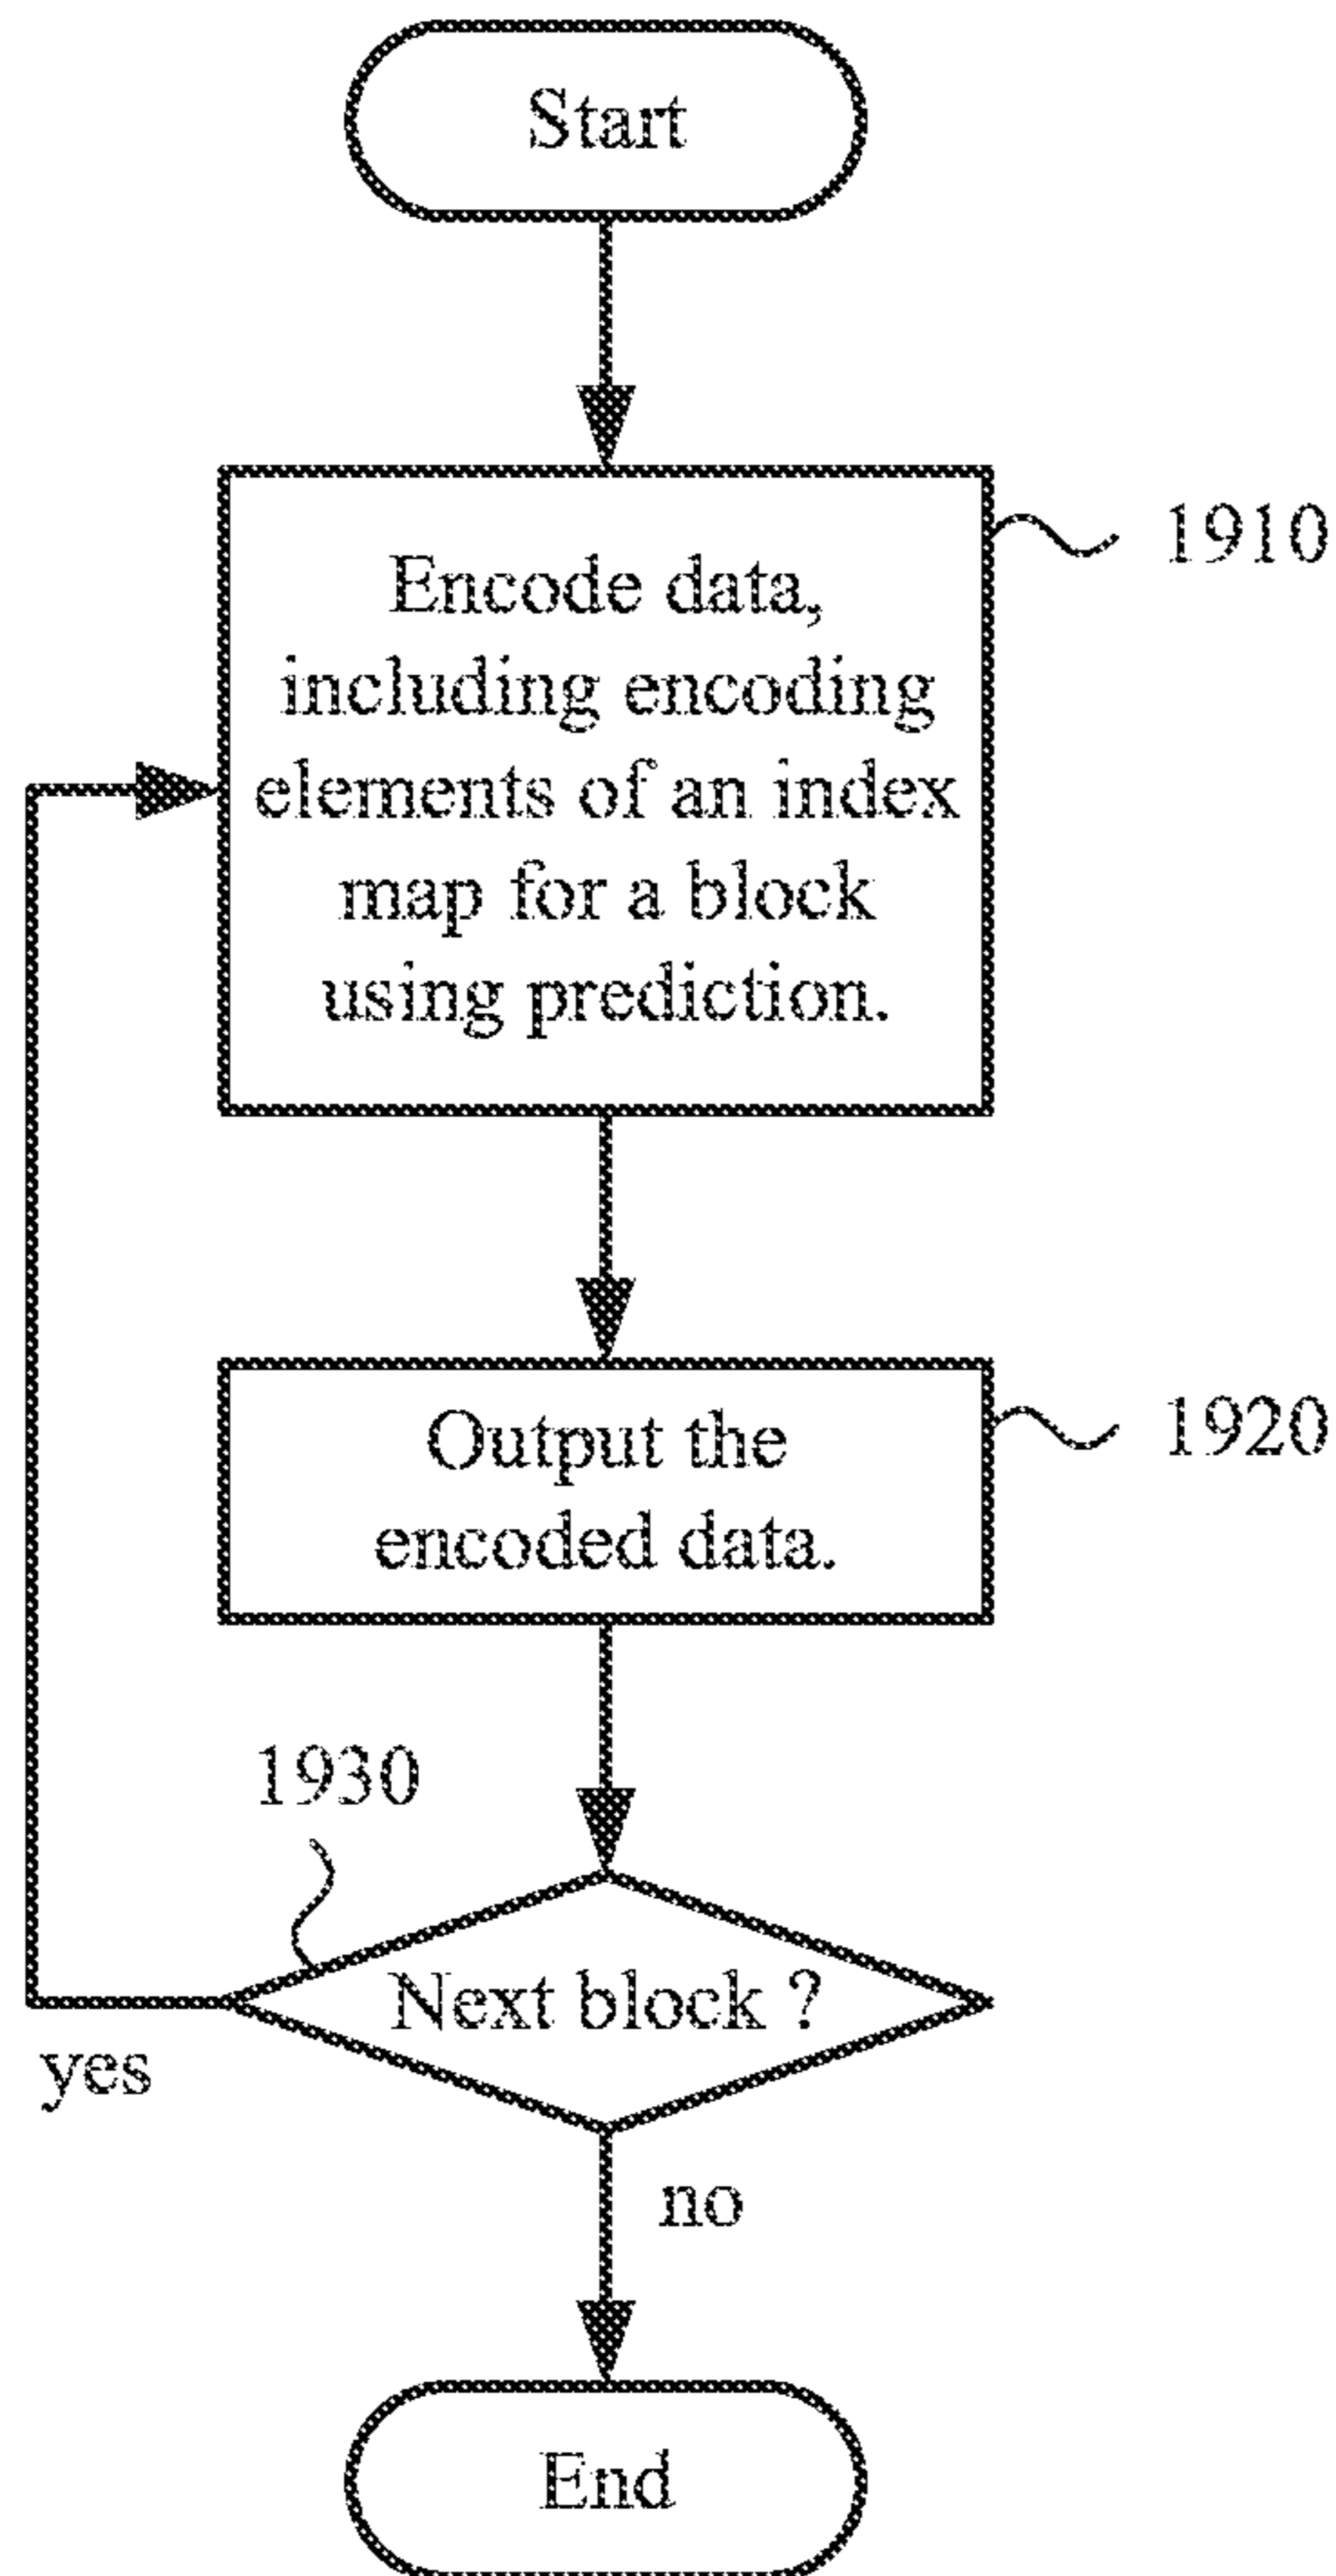 Start
1910
Encode data,
including encoding
elements of an index
map for a block
using prediction.
1920
Output the
encoded data.
1930
Next block ?
yes
no
End